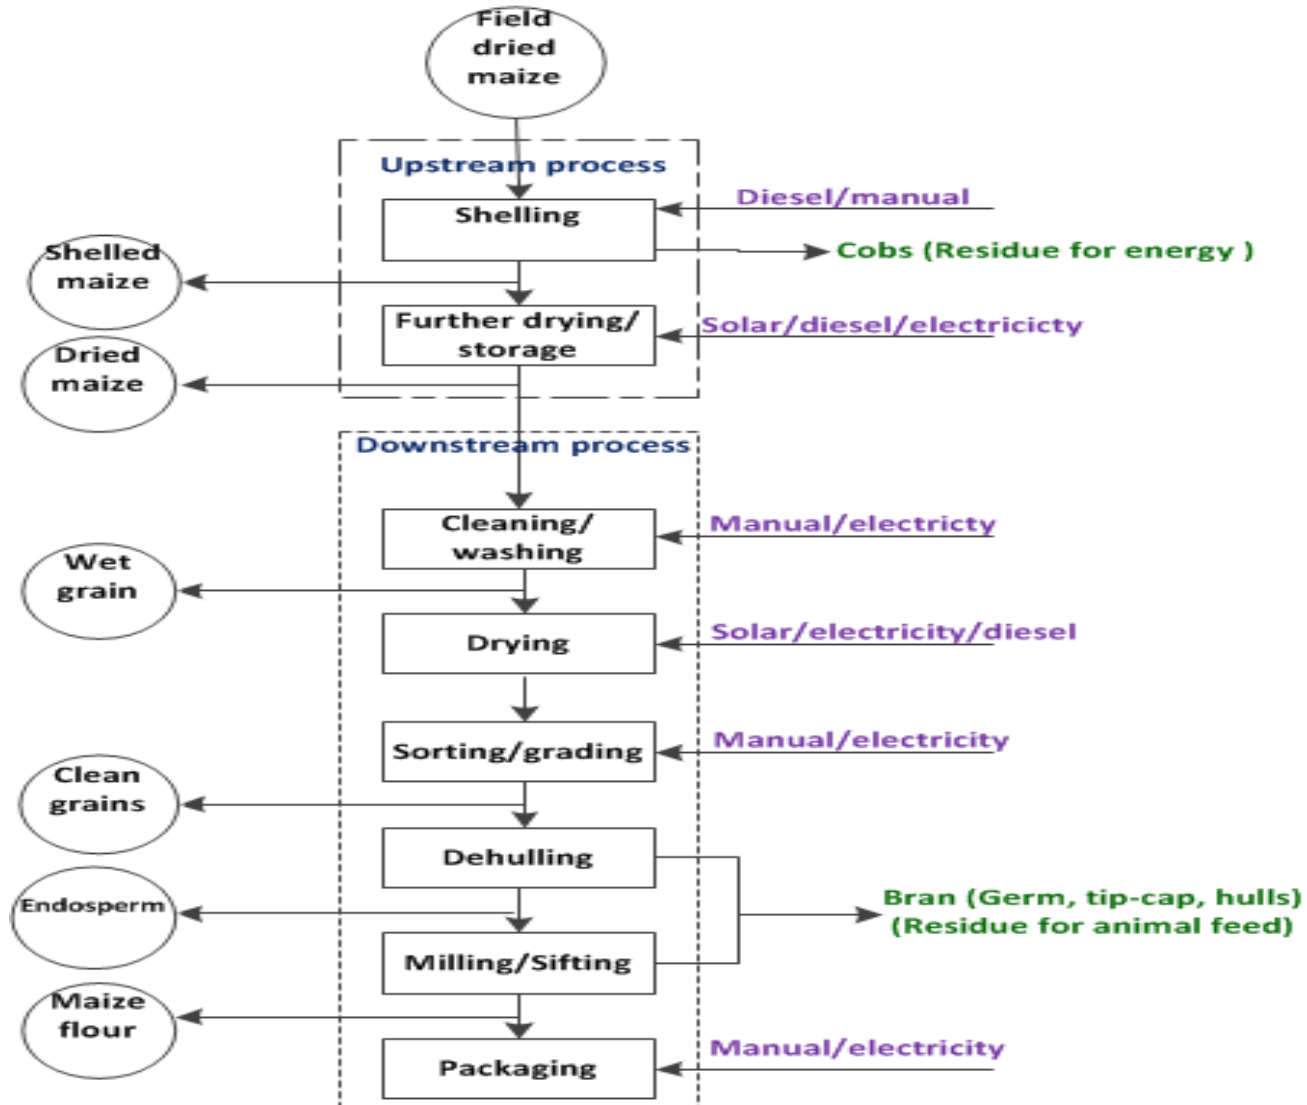 Field
dried
maize
Upstream process
Diesel/manual
Shelling
Cobs (Residue for energy )
Shelled
maize
Further drying/
storage
Solar/diesel/electricicty
Dried
maize
Downstream process
Cleaning/
washing
Manual/electricty
Wet
grain
Drying
Solar/electricity/diesel
Sorting/grading
Manual/electricity
Clean
grains
Dehulling
Bran (Germ, tip-cap, hulls)
(Residue for animal feed)
Endosperm
Milling/Sifting
Maize
flour
Packaging
Manual/electricity